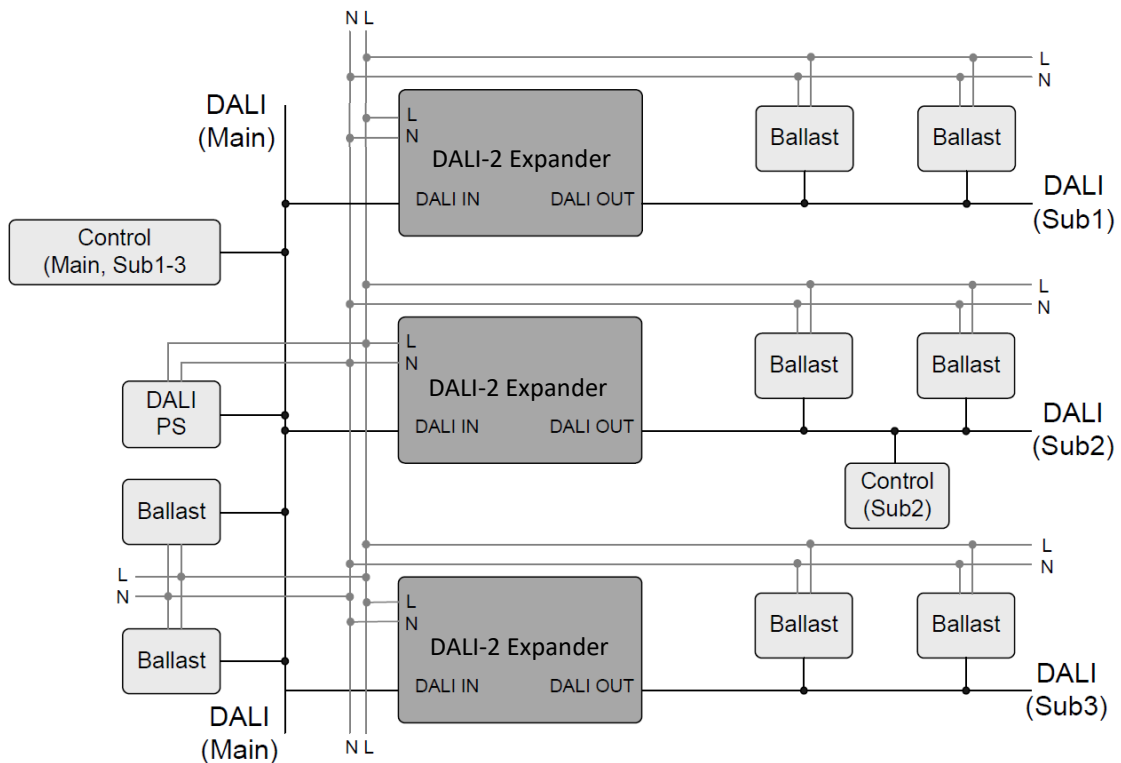 N L
L
N
DALI
(Main)
L
N
DALI-2 Expander
DALI IN
DALI OUT
Ballast
Ballast
DALI
(Sub1)
Control
(Main, Sub1-3
L
N
L
N
DALI-2 Expander
DALI IN
DALI OUT
Ballast
Ballast
DALI
(Sub2)
DALI
PS
Control
(Sub2)
Ballast
L
N
L
N
Ballast
L
N
DALI-2 Expander
DALI IN
DALI OUT
Ballast
Ballast
DALI
(Sub3)
DALI
(Main)
N L